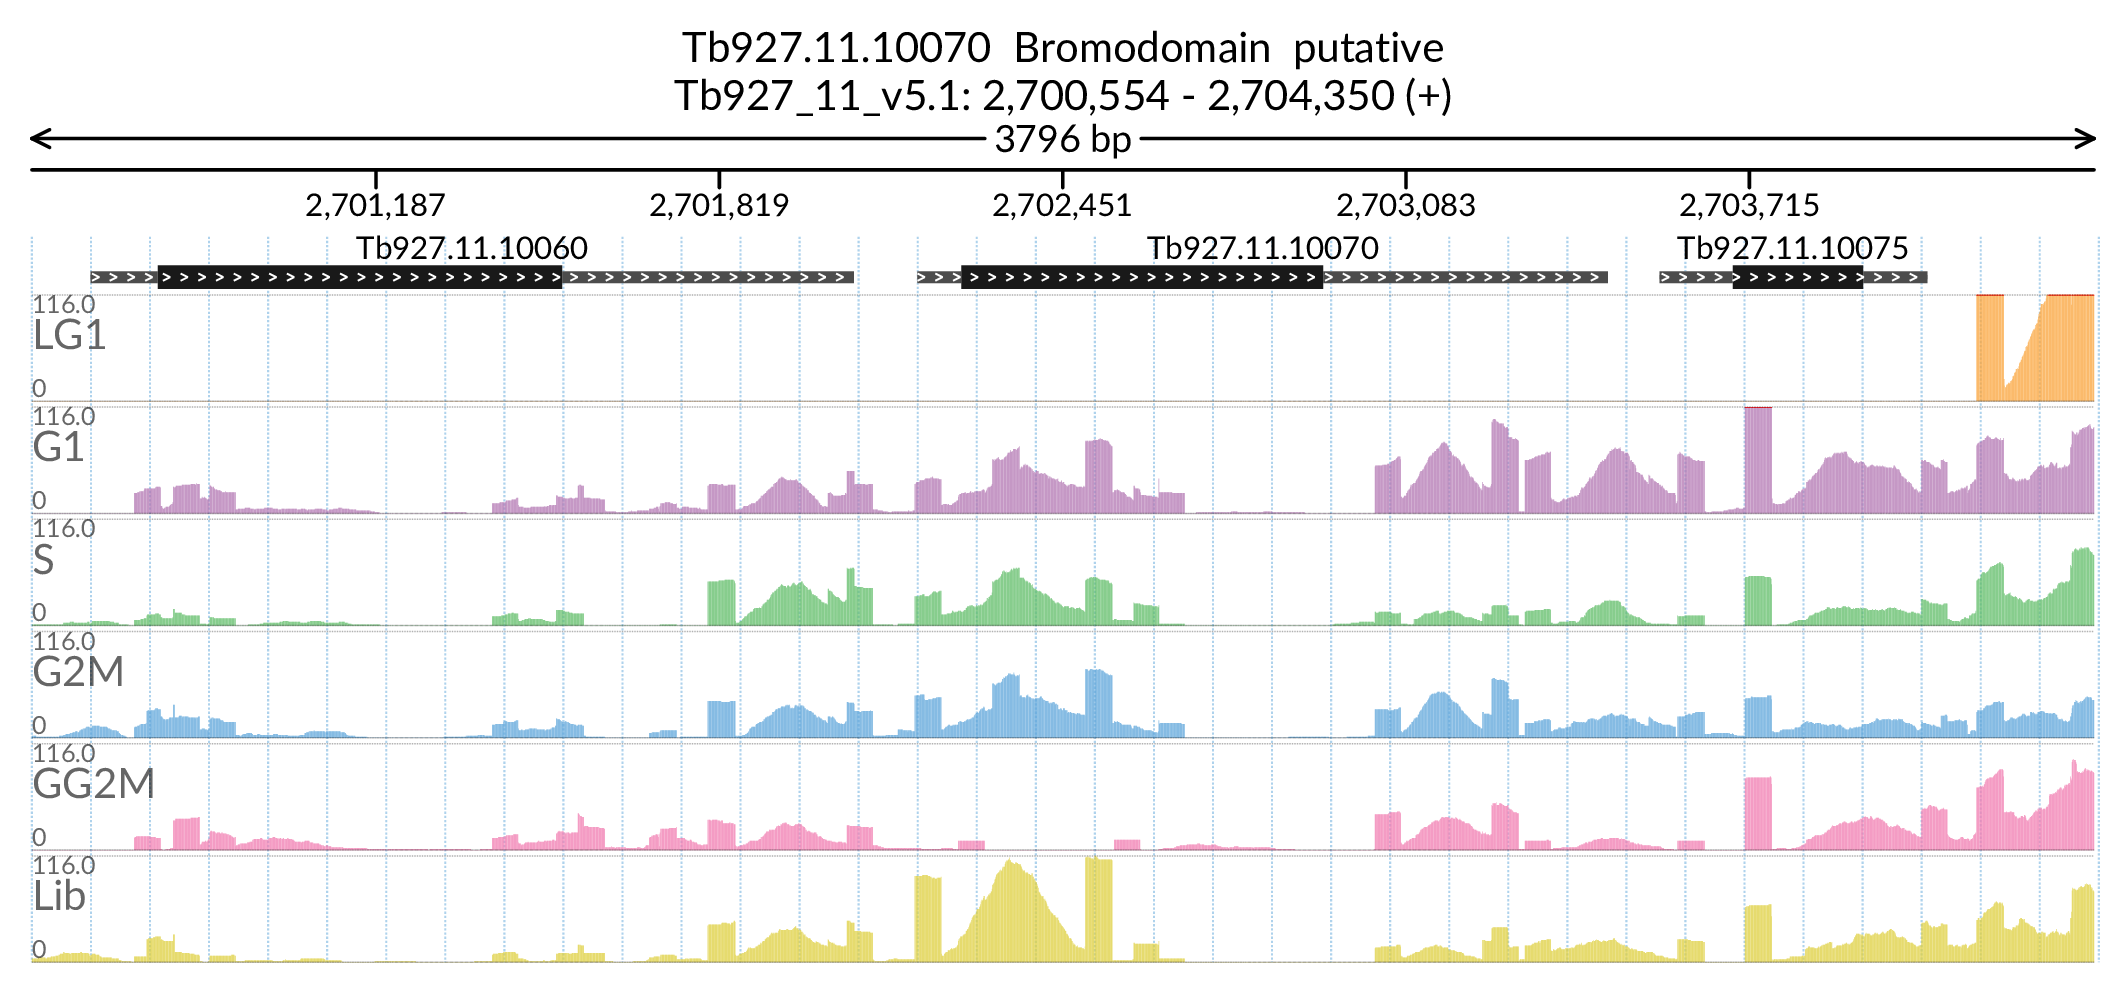 Tb927.11.10070 Bromodomain putative
Tb927_11_v5.1: 2,700,554 - 2,704,350 (+)
3796 bp
2,701,187 2,701,819 2,702,451 2,703,083 2,703,715
Tb927.11.10060 Tb927.11.10070 Tb927.11.10075
116.0
LG1
0
116.0
G1
0
116.0
S
0
116.0
G2M
0
116.0
GG2M
0
116.0
Lib
0